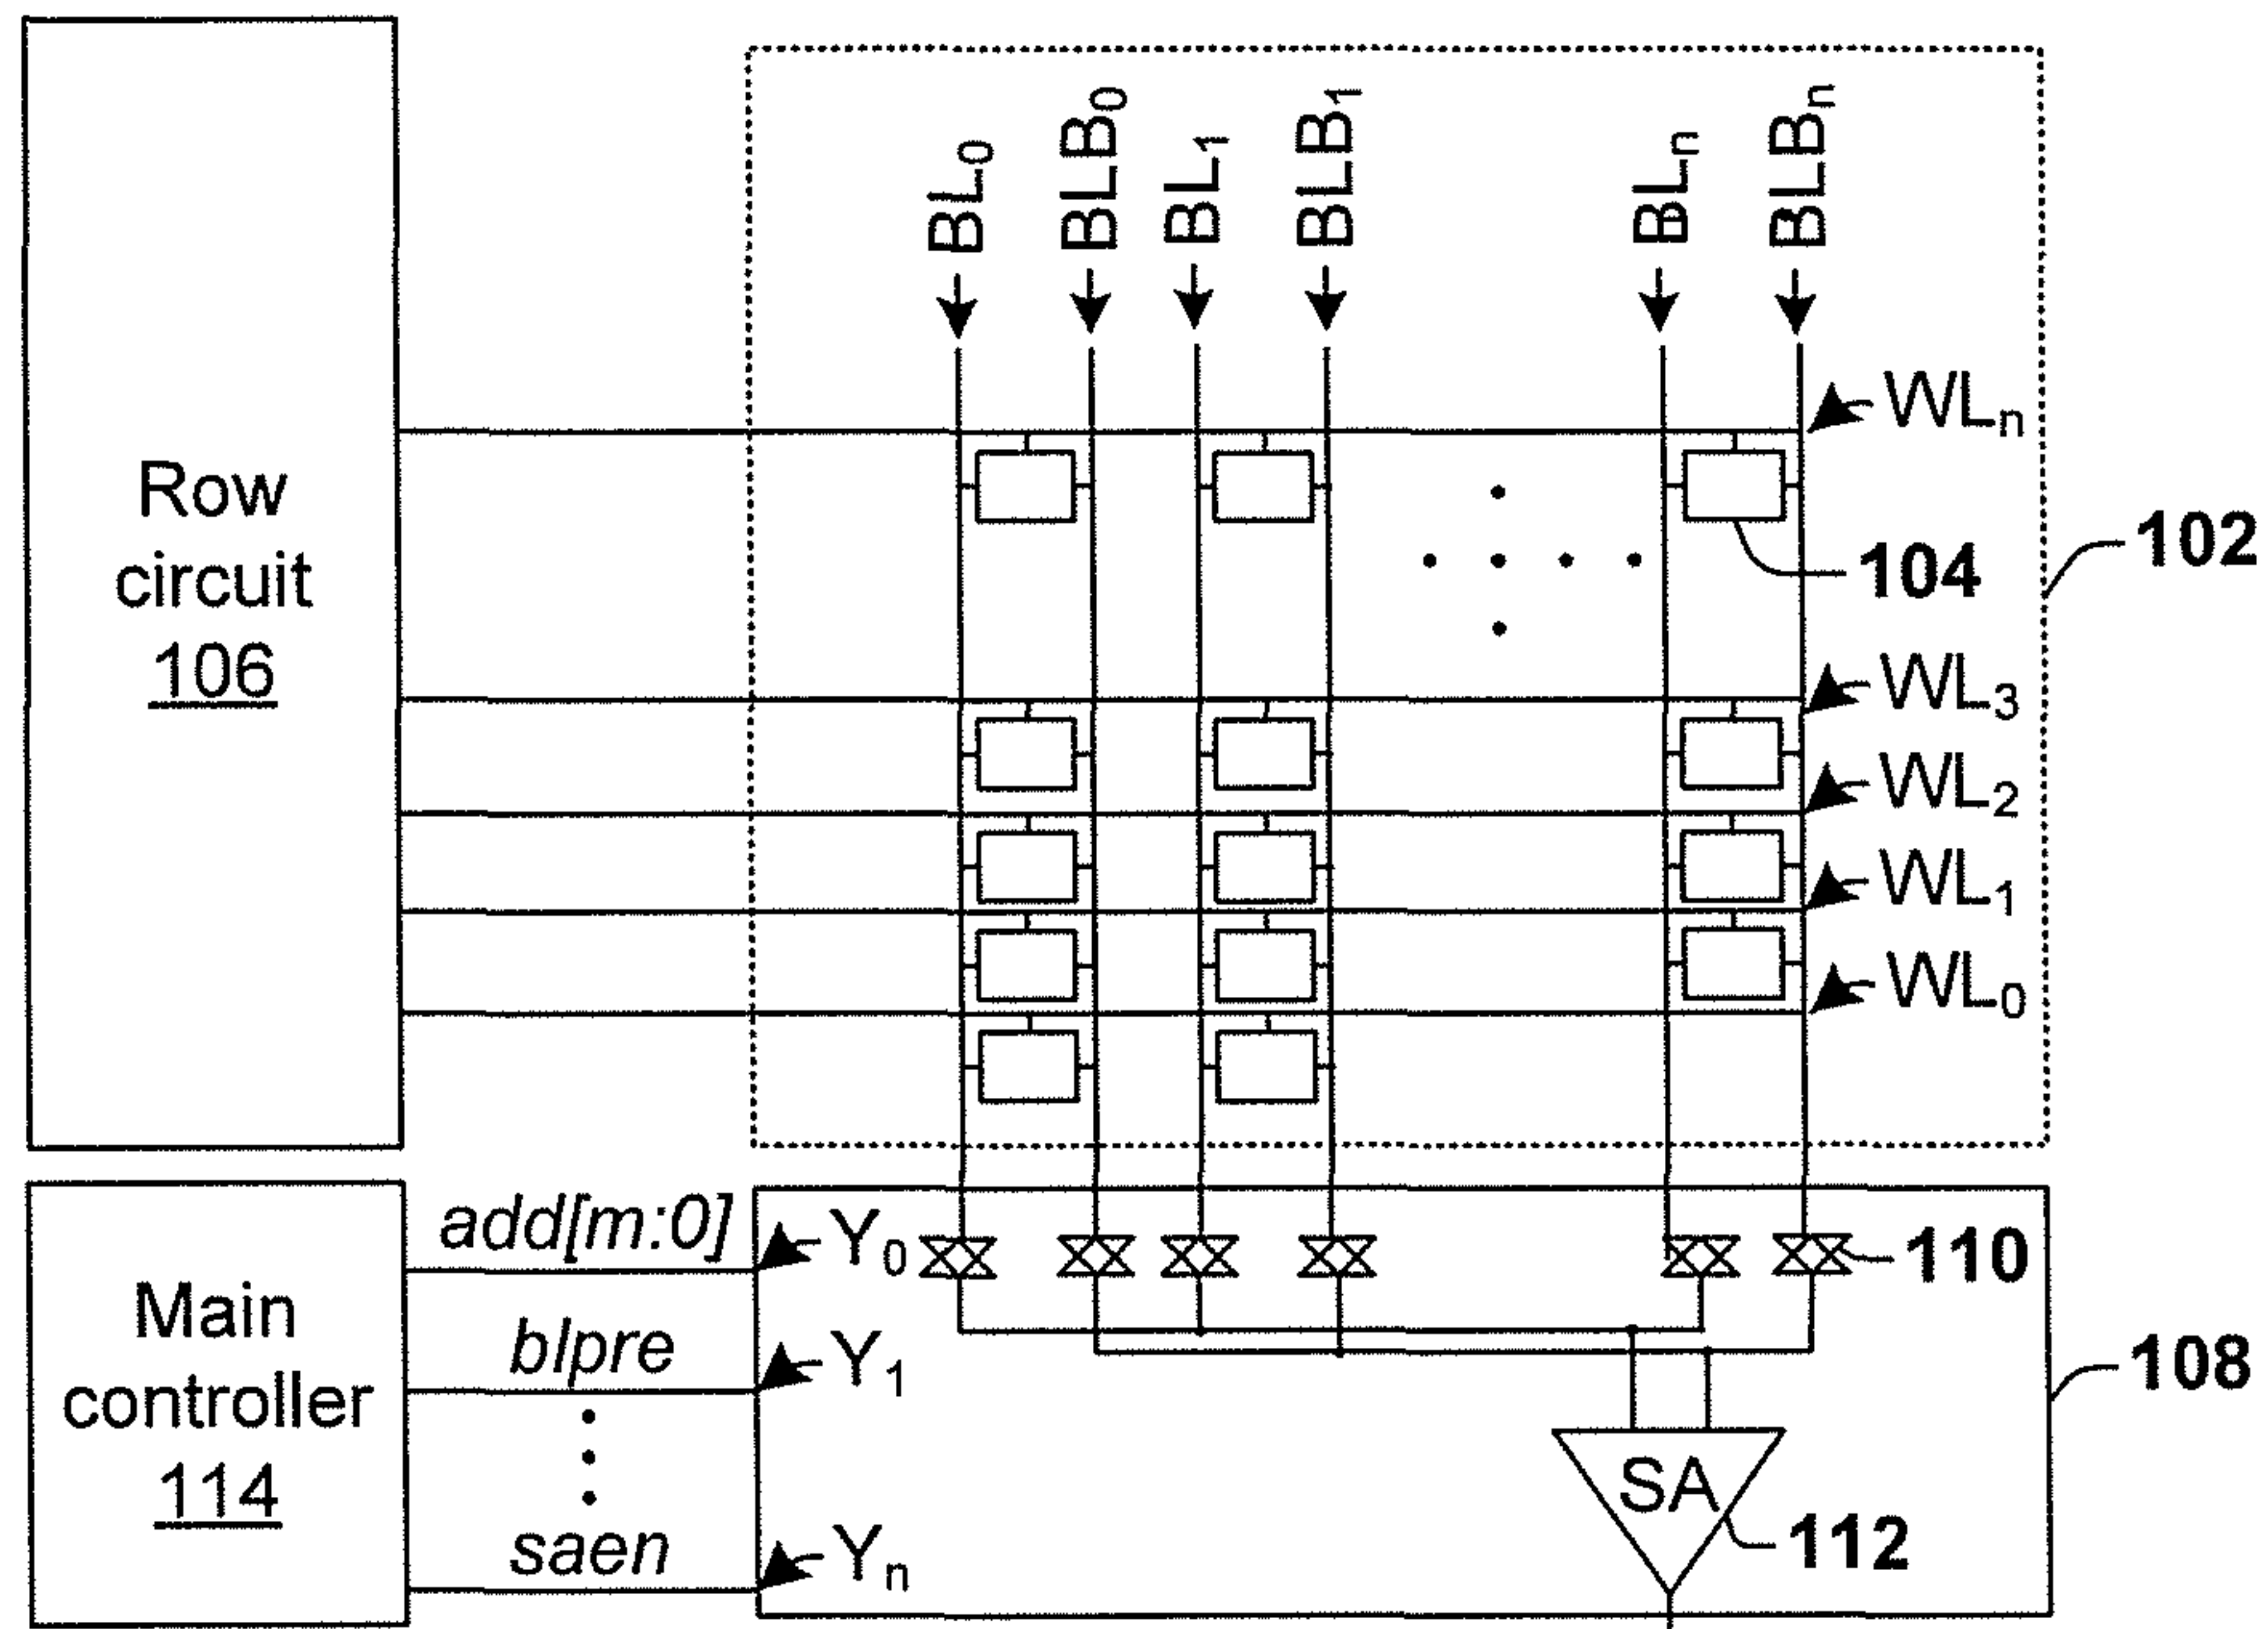 BL0
BLB0
BL1
BLB1
BLn
BLBn
Row
circuit
106
WLn
102
104
WL3
WL2
WL1
WL0
Main
controller
114
add[m:0]
Y0
110
blpre
Y1
108
saen
Yn
SA
112